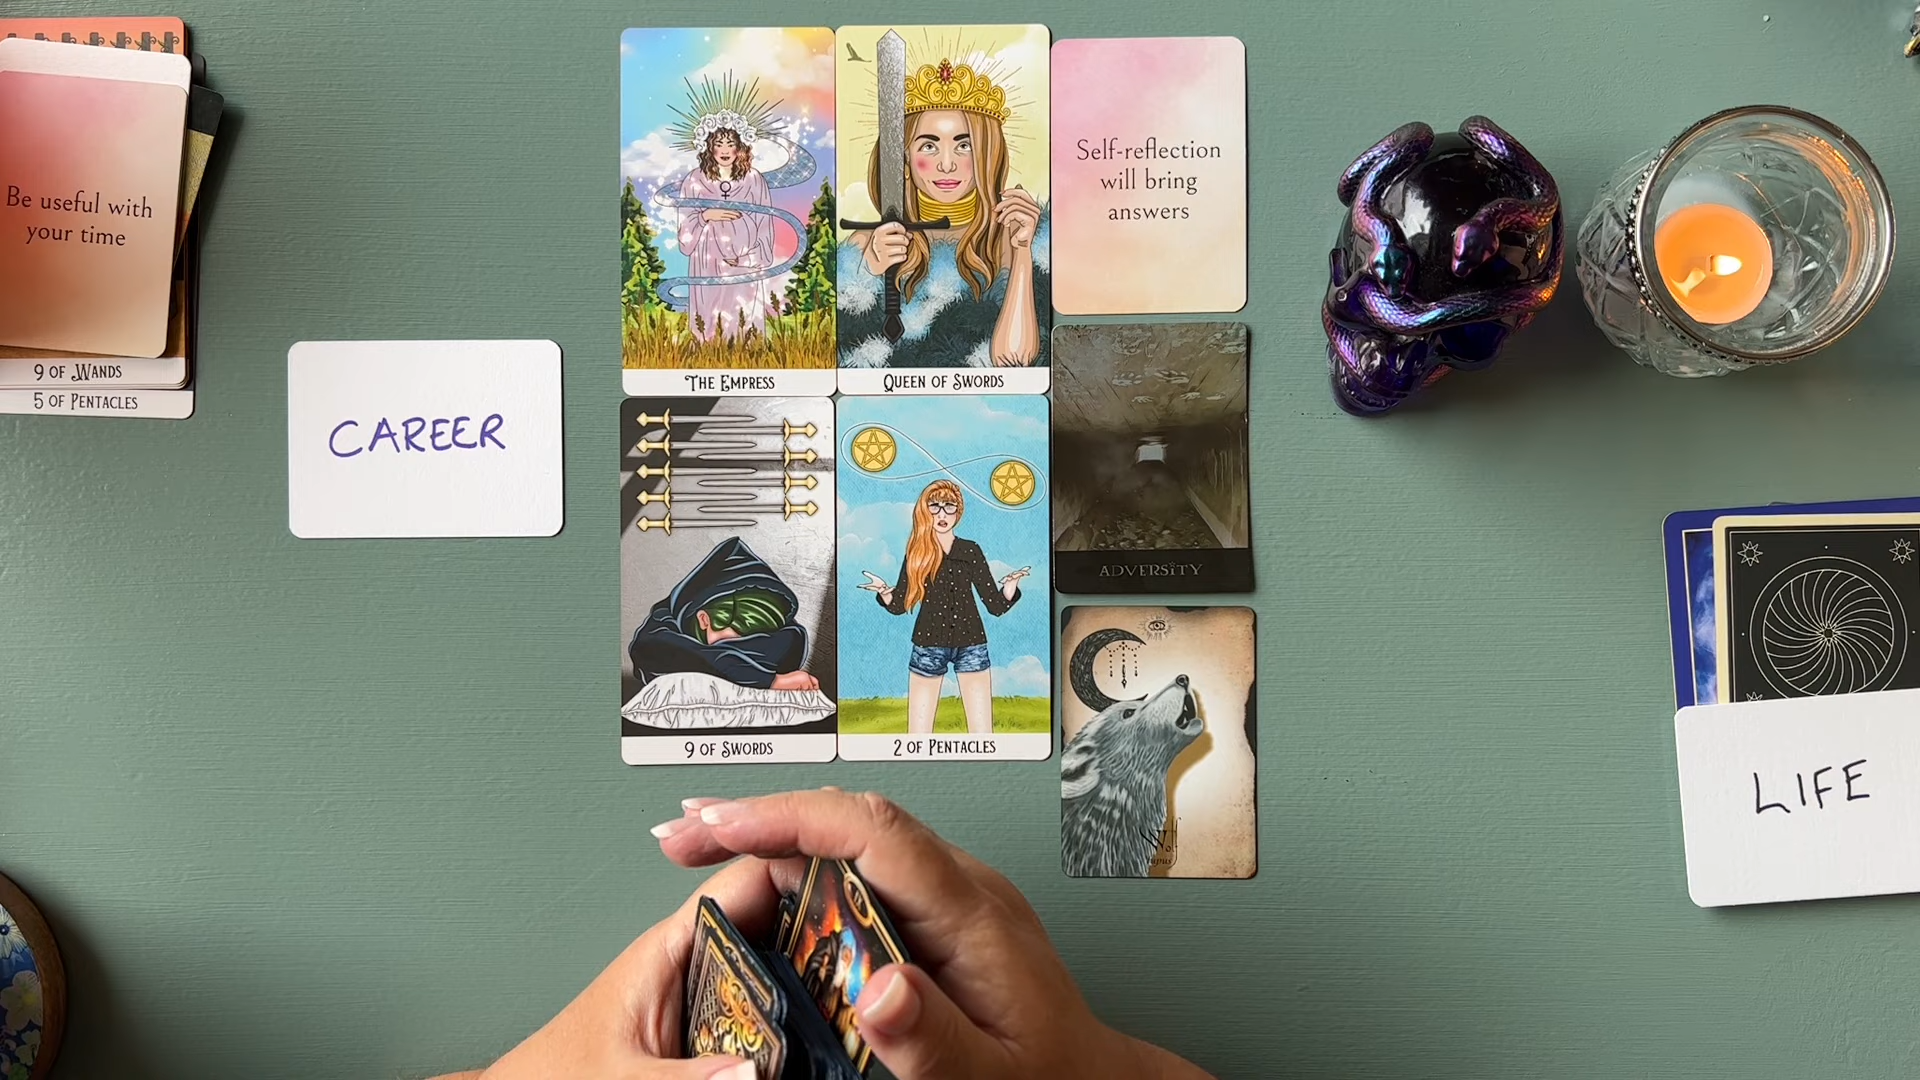 Be useful with
your time
9 OF WANDS
5 OF PENTACLES
CAREER
THE EMPRESS
QUEEN OF SWORDS
9 OF SWORDS
2 OF PENTACLES
Self-reflection
will bring
answers
ADVERSITY
Wolf
LIFE